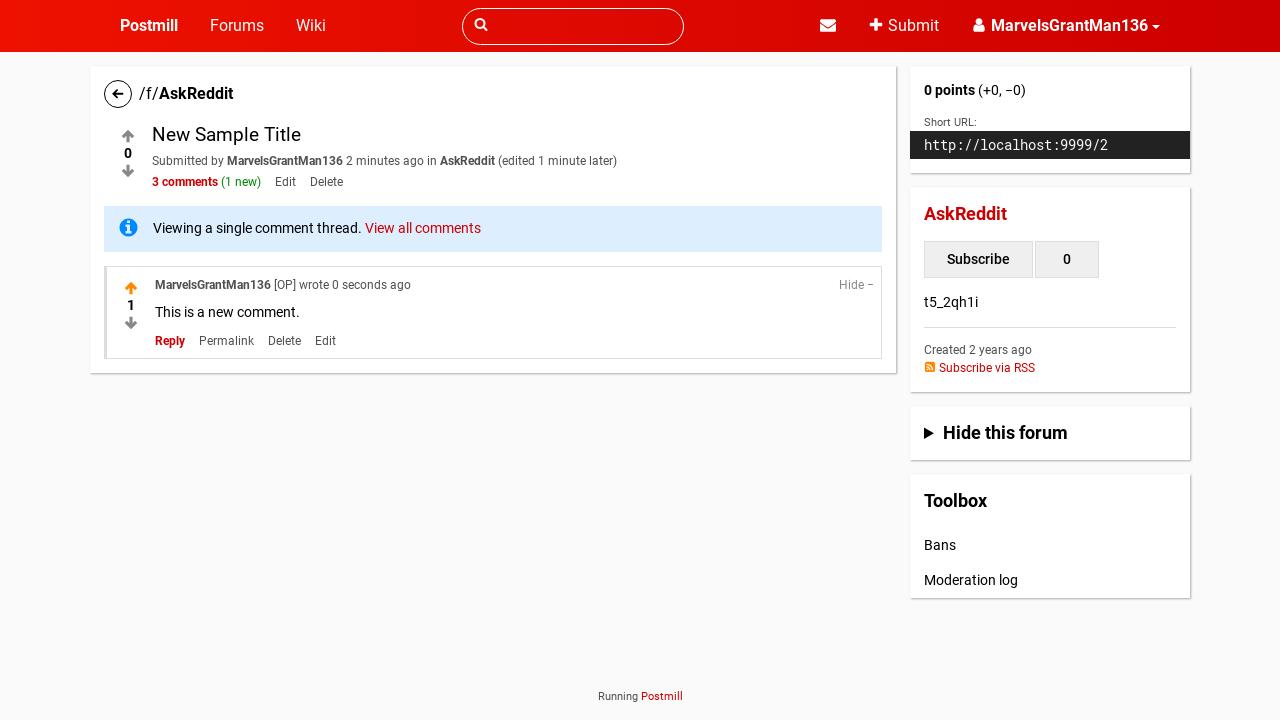 Postmill Forums Wiki Submit MarvelsGrantMan136
/f/AskReddit
New Sample Title
0
Submitted by MarvelsGrantMan136 2 minutes ago in AskReddit (edited 1 minute later)
3 comments (1 new) Edit Delete
Viewing a single comment thread. View all comments
MarvelsGrantMan136 [OP] wrote 0 seconds ago Hide −
1
This is a new comment.
Reply Permalink Delete Edit
0 points (+0, −0)
Short URL:
http://localhost:9999/2
AskReddit
Subscribe 0
t5_2qh1i
Created 2 years ago
Subscribe via RSS
Hide this forum
Toolbox
Bans
Moderation log
Running Postmill